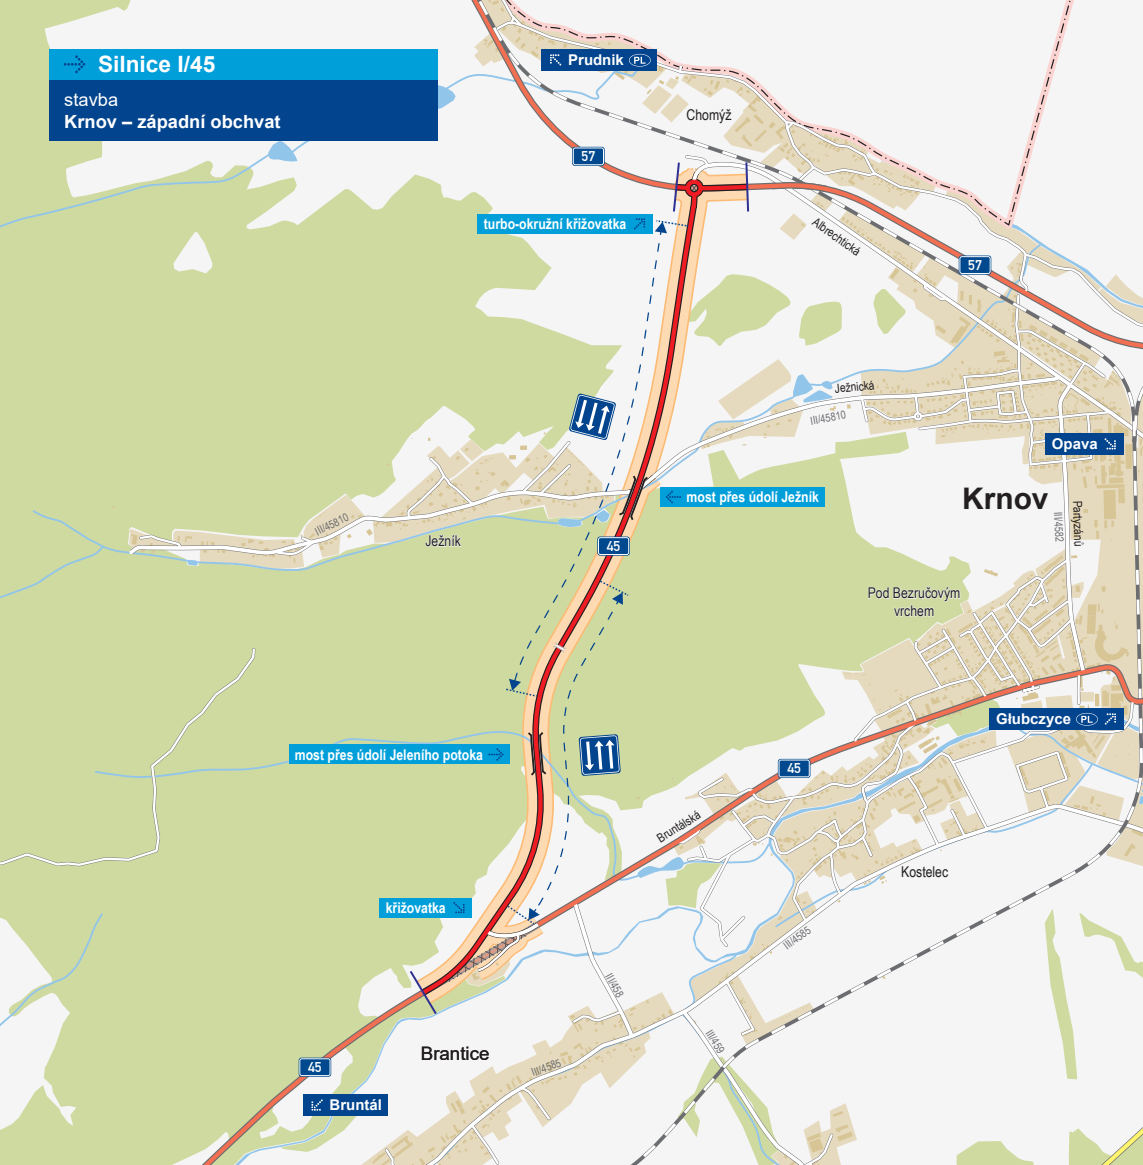 Silnice I/45
stavba
Krnov – západní obchvat
Prudnik PL
Chomýž
57
turbo-okružní křižovatka
Albrechtická
57
Ježnická
III/45810
Opava
most přes údolí Ježník
Krnov
III/45810
Ježník
45
Partyzánů
III/4582
Pod Bezručovým
vrchem
Głubczyce PL
most přes údolí Jeleního potoka
45
Bruntálská
Kostelec
křižovatka
III/4585
III/458
Brantice
III/459
III/4585
45
Bruntál